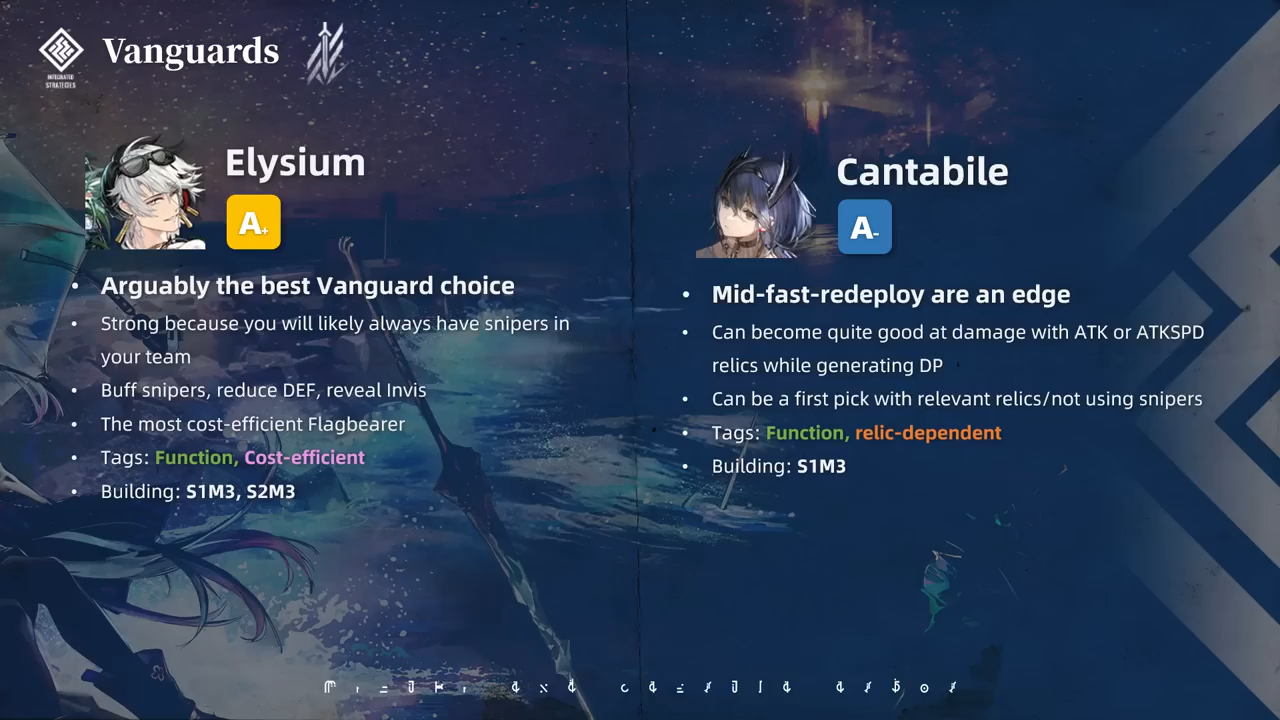 INTEGRATED
STRATEGIES
Vanguards
Elysium
A+
• Arguably the best Vanguard choice
• Strong because you will likely always have snipers in
your team
• Buff snipers, reduce DEF, reveal Invis
• The most cost-efficient Flagbearer
• Tags: Function, Cost-efficient
• Building: S1M3, S2M3
Cantabile
A-
• Mid-fast-redeploy are an edge
• Can become quite good at damage with ATK or ATKSPD
relics while generating DP
• Can be a first pick with relevant relics/not using snipers
• Tags: Function, relic-dependent
• Building: S1M3